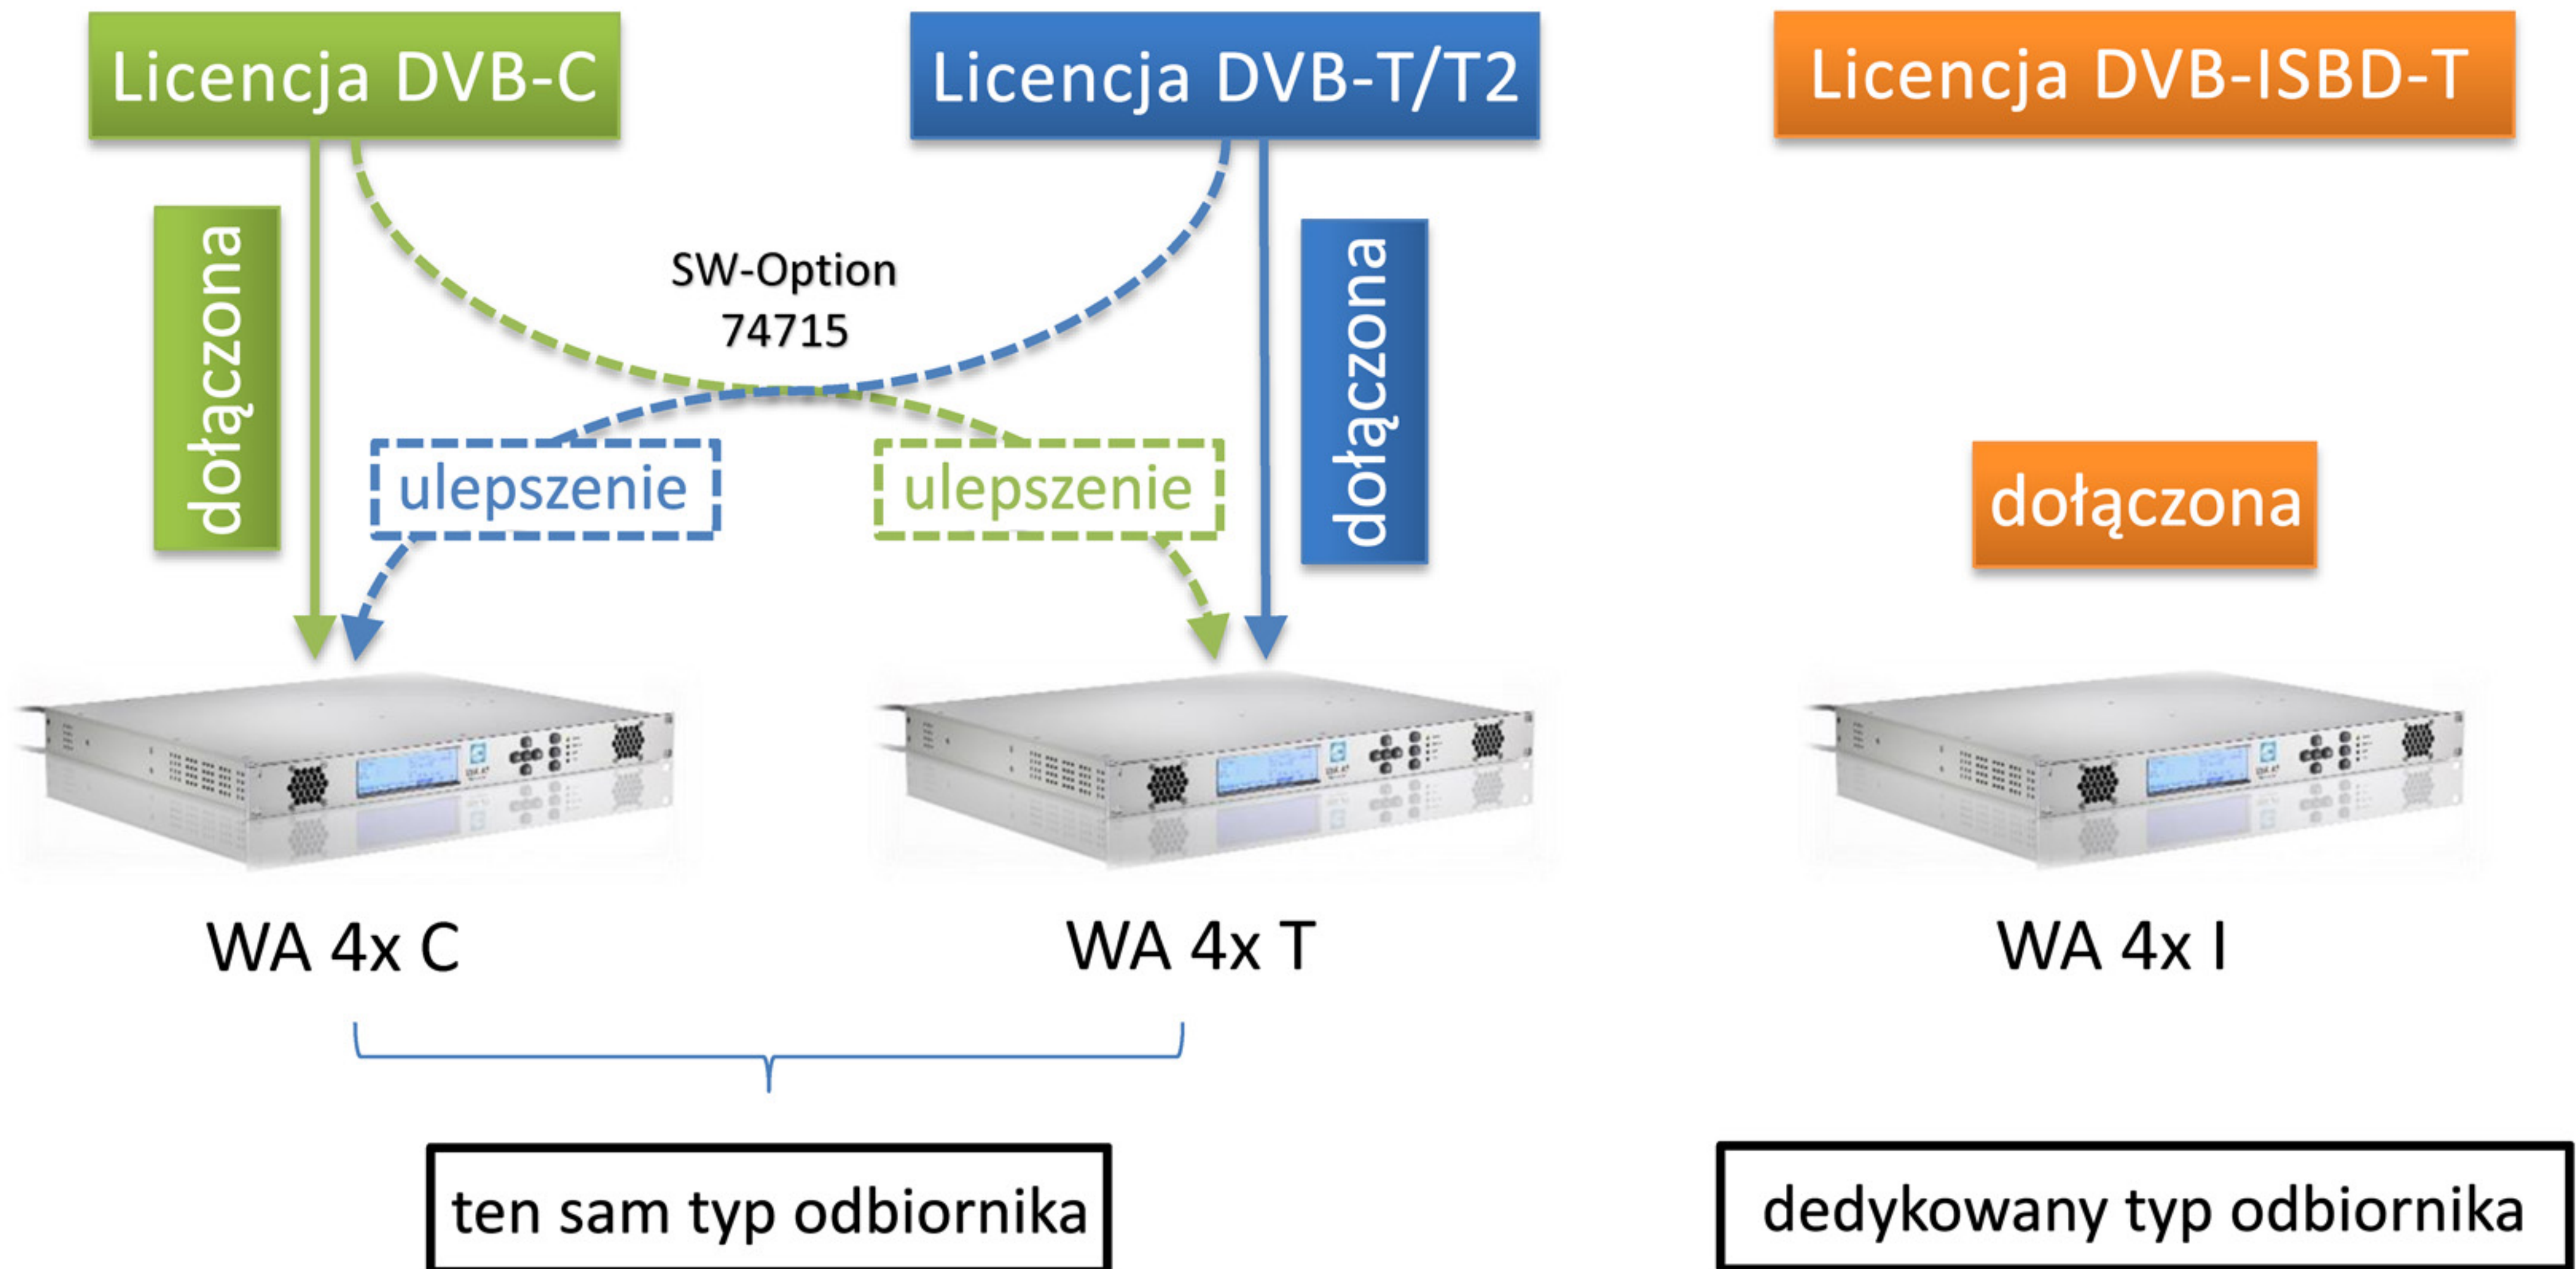 Licencja DVB-C
Licencja DVB-T/T2
Licencja DVB-ISBD-T
dołączona
SW-Option
74715
dołączona
ulepszenie
ulepszenie
dołączona
WA 4x C
WA 4x T
WA 4x I
ten sam typ odbiornika
dedykowany typ odbiornika